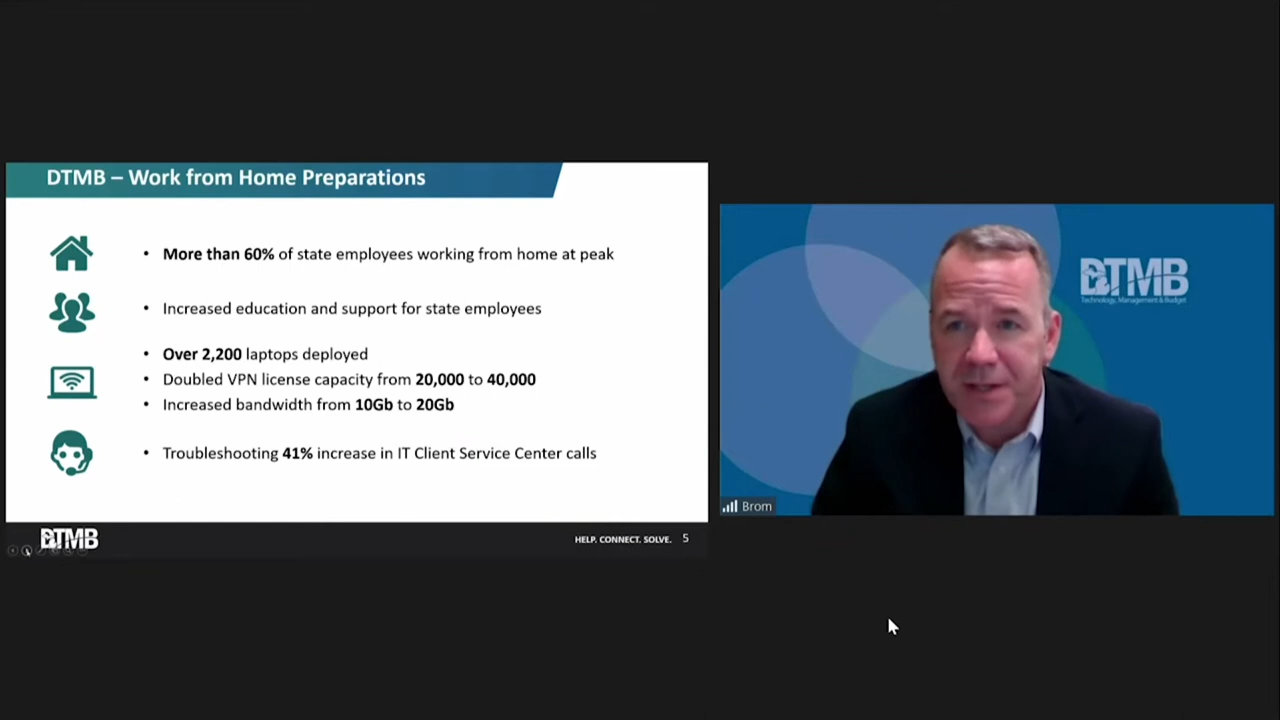 DTMB – Work from Home Preparations
• More than 60% of state employees working from home at peak
• Increased education and support for state employees
• Over 2,200 laptops deployed
• Doubled VPN license capacity from 20,000 to 40,000
• Increased bandwidth from 10Gb to 20Gb
• Troubleshooting 41% increase in IT Client Service Center calls
DTMB
HELP. CONNECT. SOLVE. 5
DTMB
Technology, Management & Budget
Brom